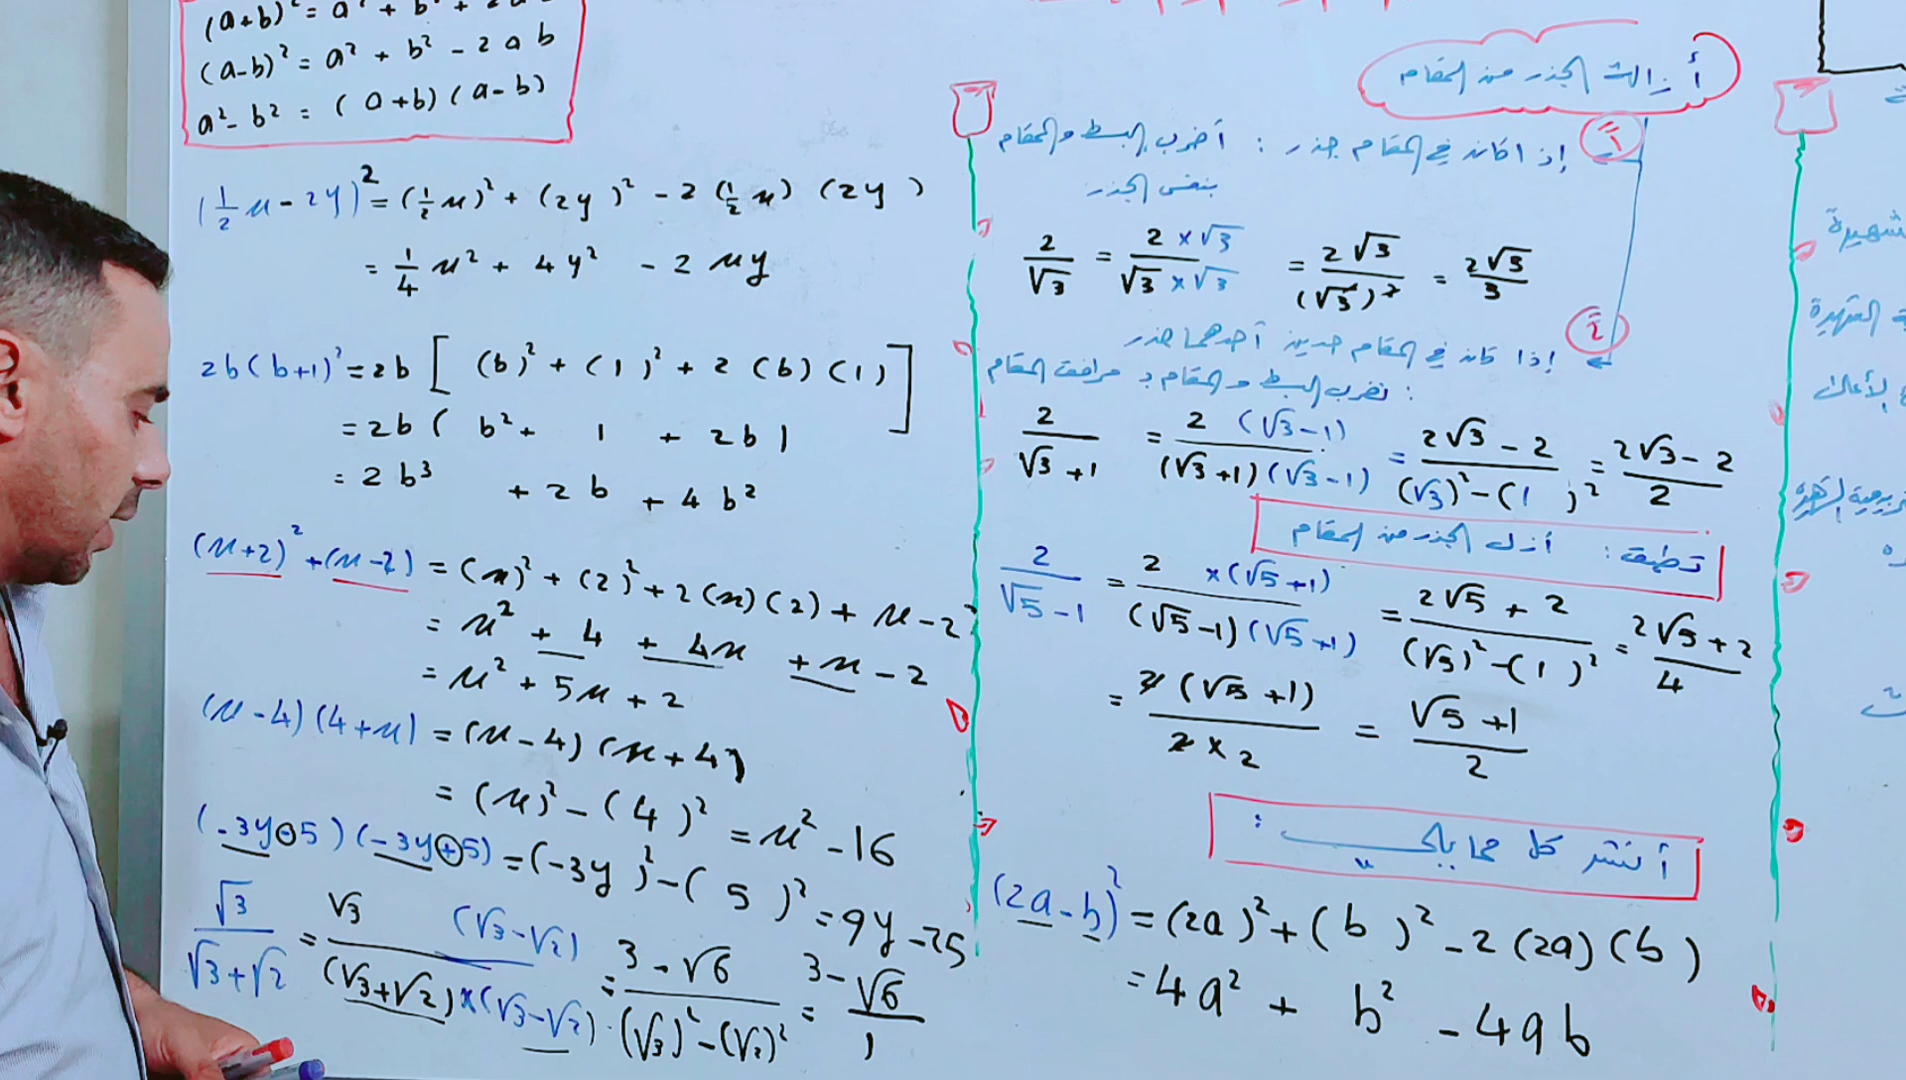 أزالة الجذر من المقام
1 إذا كان في المقام جذر : أضرب البسط و المقام
بنفس الجذر
2/√3 = 2×√3/√3×√3 = 2√3/(√3)² = 2√3/3
2 إذا كان في المقام حدين أحدهما جذر
: نضرب البسط و المقام بـ مرافق المقام
2/√3+1 = 2(√3-1)/(√3+1)(√3-1) = 2√3-2/(√3)²-(1)² = 2√3-2/2
تطبيق : أزل الجذر من المقام
2/√5-1 = 2×(√5+1)/(√5-1)(√5+1) = 2√5+2/(√5)²-(1)² = 2√5+2/4
= 2(√5+1)/2×2 = √5+1/2
أنشر كل مما يلي :
(2a-b)² = (2a)²+(b)²-2(2a)(b)
= 4a² + b² - 4ab
(a-b)² = a² + b² - 2ab
a²-b² = (a+b)(a-b)
(1/2x-2y)² = (1/2x)² + (2y)² - 2(1/2x)(2y)
= 1/4x² + 4y² - 2xy
2b(b+1)² = 2b[(b)² + (1)² + 2(b)(1)]
= 2b(b² + 1 + 2b)
= 2b³ + 2b + 4b²
(x+2)² + (x-2) = (x)² + (2)² + 2(x)(2) + x-2
= x² + 4 + 4x + x - 2
= x² + 5x + 2
(x-4)(4+x) = (x-4)(x+4)
= (x)² - (4)² = x² - 16
(-3y-5)(-3y+5) = (-3y)² - (5)² = 9y - 25
√3/√3+√2 = √3(√3-√2)/(√3+√2)×(√3-√2) = 3-√6/(√3)²-(√2)² = 3-√6/1
شهيرة
الشهيرة